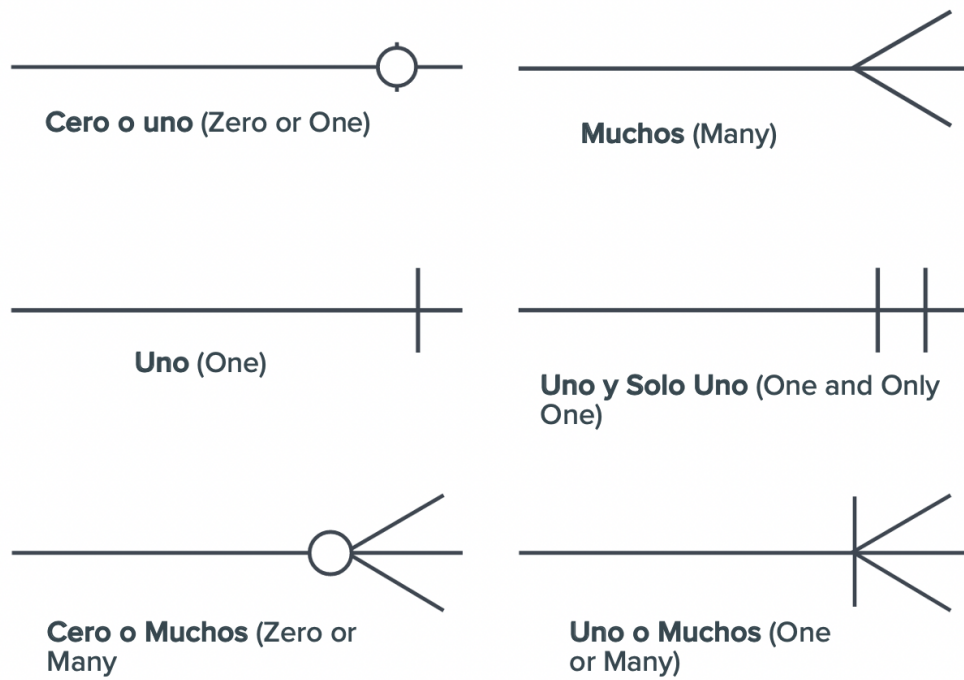 Cero o uno (Zero or One)
Muchos (Many)
Uno (One)
Uno y Solo Uno (One and Only
One)
Cero o Muchos (Zero or
Many
Uno o Muchos (One
or Many)